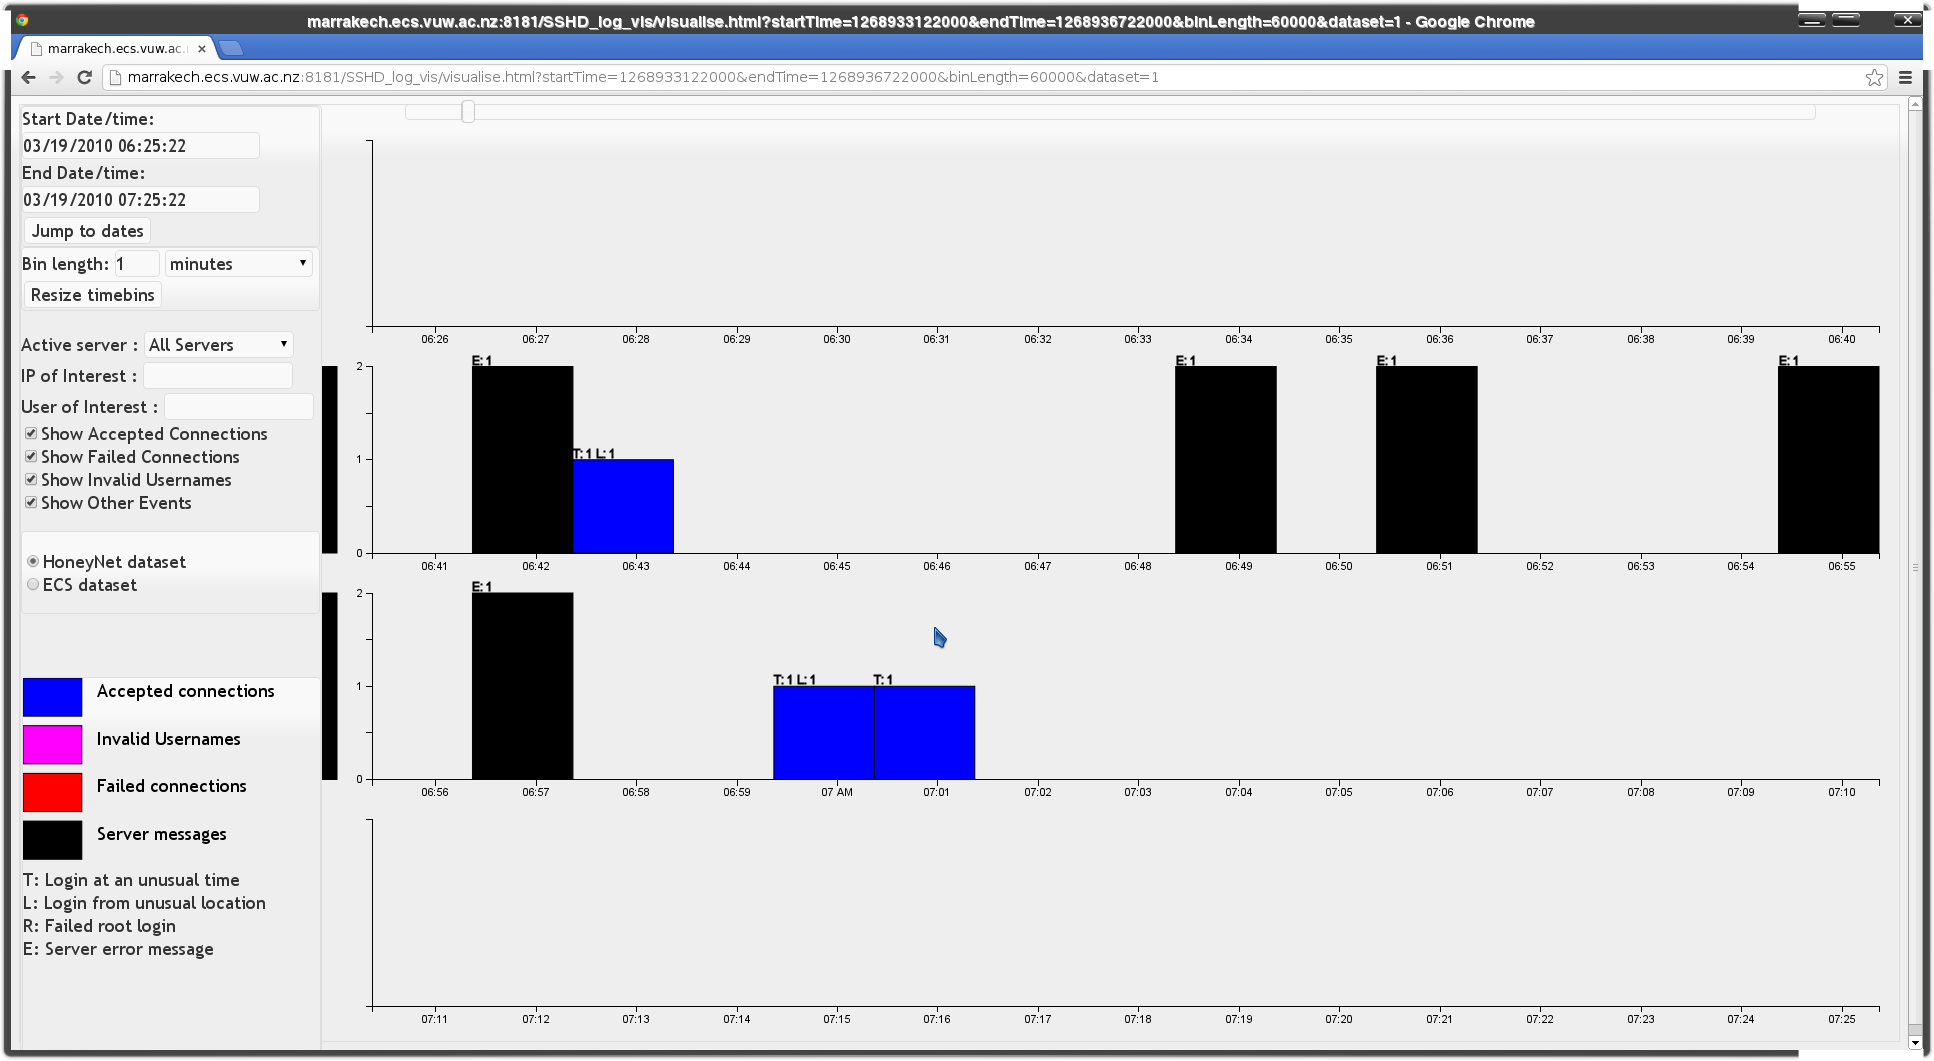 marrakech.ecs.vuw.ac.nz:8181/SSHD_log_vis/visualise.html?startTime=1268933122000&endTime=1268936722000&binLength=60000&dataset=1 - Google Chrome
marrakech.ecs.vuw.ac.
marrakech.ecs.vuw.ac.nz:8181/SSHD_log_vis/visualise.html?startTime=1268933122000&endTime=1268936722000&binLength=60000&dataset=1
Start Date/time:
03/19/2010 06:25:22
End Date/time:
03/19/2010 07:25:22
Jump to dates
Bin length: 1 minutes
Resize timebins
Active server : All Servers
IP of Interest :
User of Interest :
Show Accepted Connections
Show Failed Connections
Show Invalid Usernames
Show Other Events
HoneyNet dataset
ECS dataset
Accepted connections
Invalid Usernames
Failed connections
Server messages
T: Login at an unusual time
L: Login from unusual location
R: Failed root login
E: Server error message
06:26 06:27 06:28 06:29 06:30 06:31 06:32 06:33 06:34 06:35 06:36 06:37 06:38 06:39 06:40
E:1 E:1 E:1 E:1
2
T:1 L:1
1
0
06:41 06:42 06:43 06:44 06:45 06:46 06:47 06:48 06:49 06:50 06:51 06:52 06:53 06:54 06:55
E:1
2
T:1 L:1 T:1
1
0
06:56 06:57 06:58 06:59 07 AM 07:01 07:02 07:03 07:04 07:05 07:06 07:07 07:08 07:09 07:10
07:11 07:12 07:13 07:14 07:15 07:16 07:17 07:18 07:19 07:20 07:21 07:22 07:23 07:24 07:25